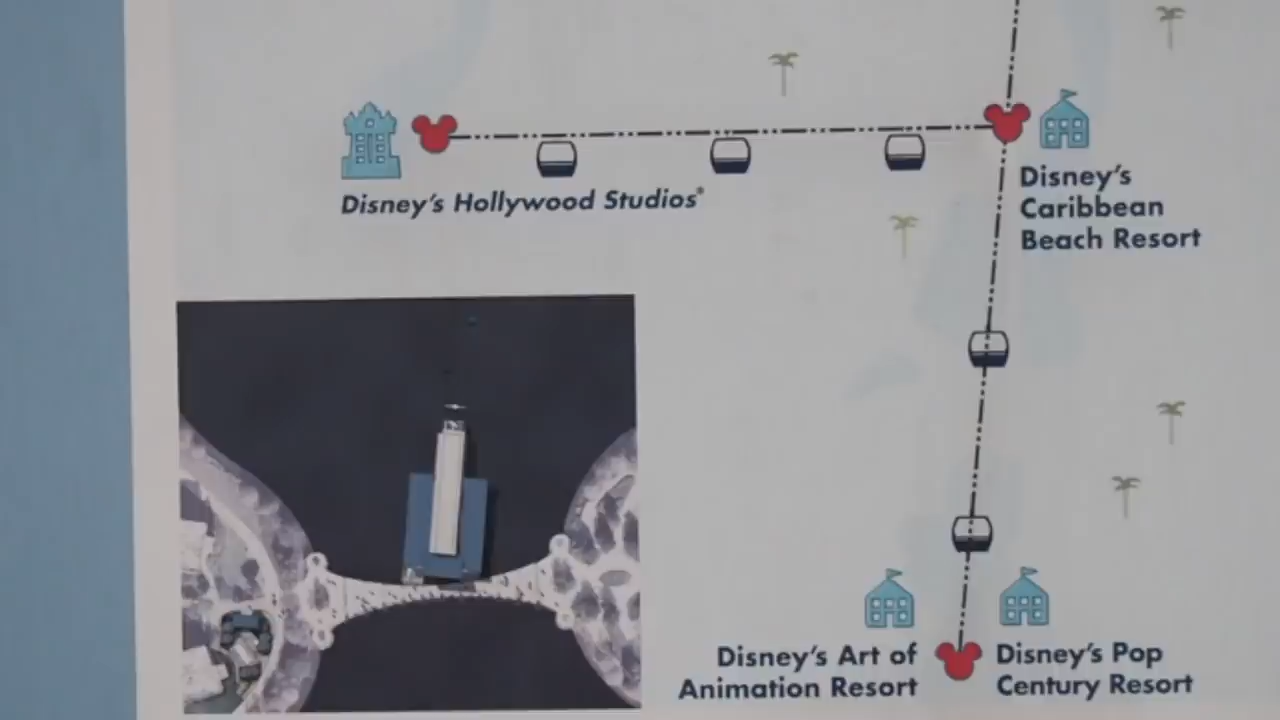 Disney's Hollywood Studios®
Disney's
Caribbean
Beach Resort
Disney's Art of
Animation Resort
Disney's Pop
Century Resort